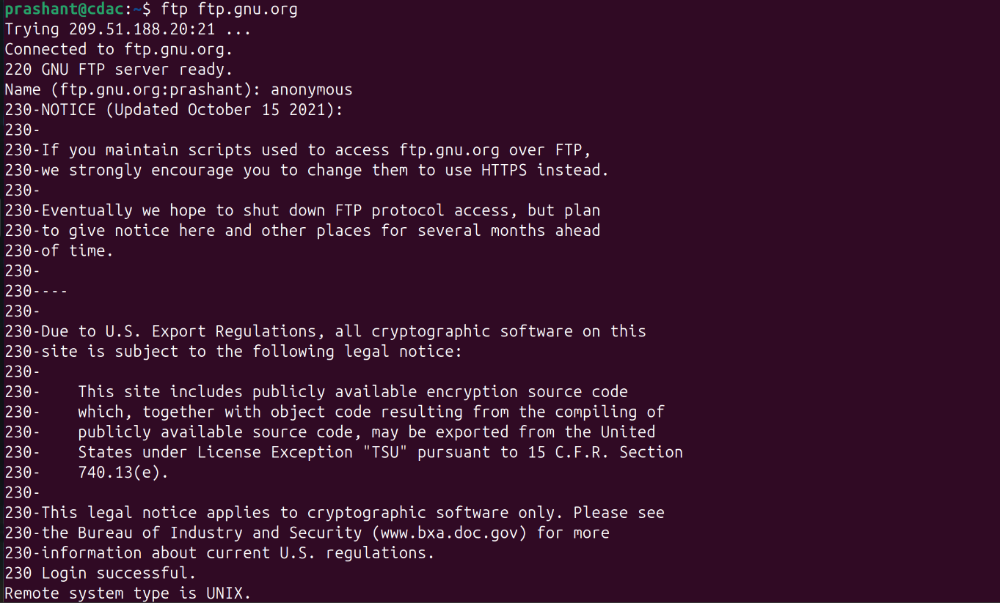 prashant@cdac:~$ ftp ftp.gnu.org
Trying 209.51.188.20:21 ...
Connected to ftp.gnu.org.
220 GNU FTP server ready.
Name (ftp.gnu.org:prashant): anonymous
230-NOTICE (Updated October 15 2021):
230-
230-If you maintain scripts used to access ftp.gnu.org over FTP,
230-we strongly encourage you to change them to use HTTPS instead.
230-
230-Eventually we hope to shut down FTP protocol access, but plan
230-to give notice here and other places for several months ahead
230-of time.
230-
230----
230-
230-Due to U.S. Export Regulations, all cryptographic software on this
230-site is subject to the following legal notice:
230-
230-    This site includes publicly available encryption source code
230-    which, together with object code resulting from the compiling of
230-    publicly available source code, may be exported from the United
230-    States under License Exception "TSU" pursuant to 15 C.F.R. Section
230-    740.13(e).
230-
230-This legal notice applies to cryptographic software only. Please see
230-the Bureau of Industry and Security (www.bxa.doc.gov) for more
230-information about current U.S. regulations.
230 Login successful.
Remote system type is UNIX.